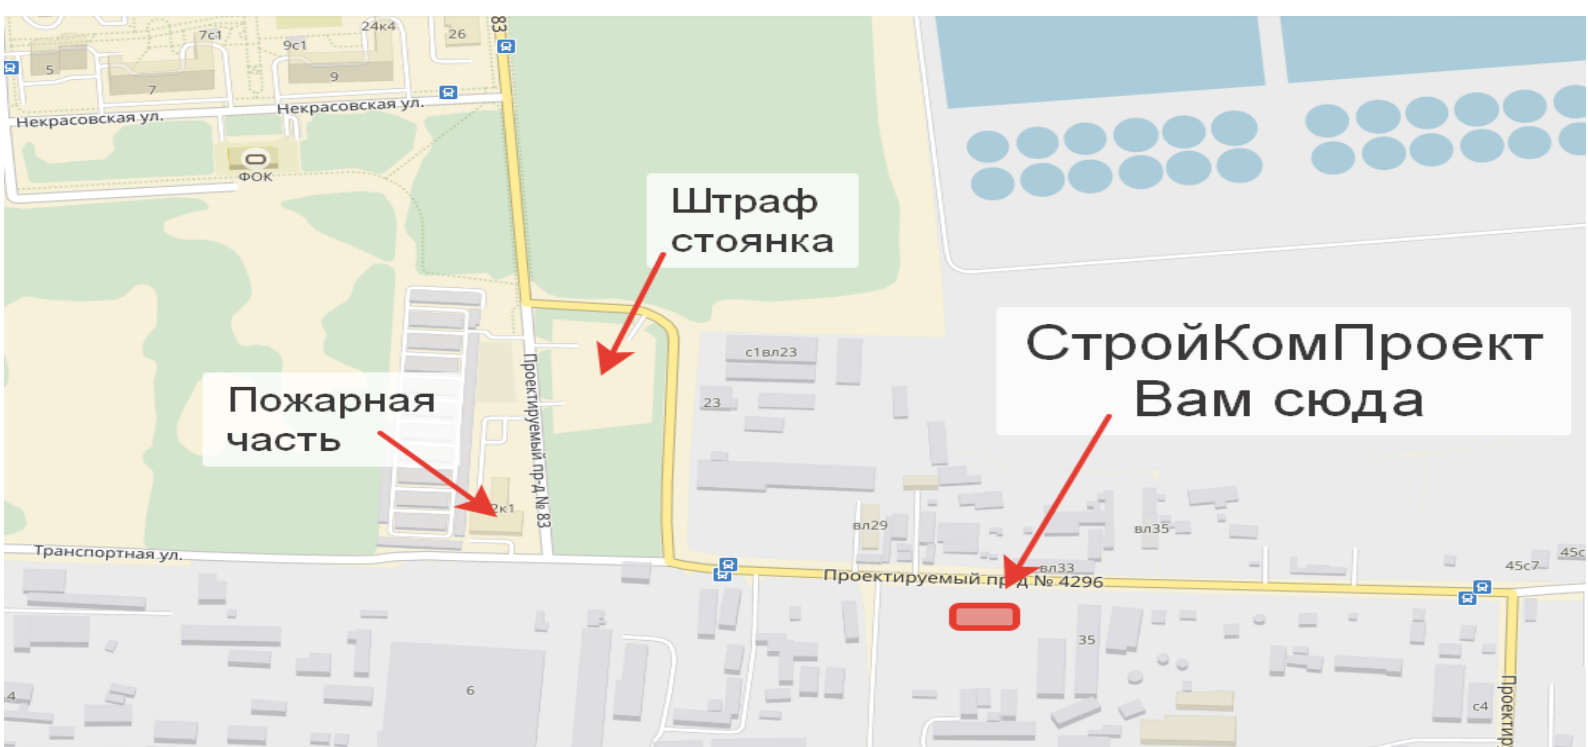 83
24к4
26
7с1
9с1
5
9
7
Некрасовская ул.
Некрасовская ул.
ФОК
Штраф
стоянка
СтройКомПроект
Вам сюда
с1вл23
23
Пожарная
часть
Проектируемый пр-д № 83
2к1
вл29
вл35
Транспортная ул.
45с
45с7
вл33
Проектируемый пр-д № 4296
35
6
4
с4
Проектир